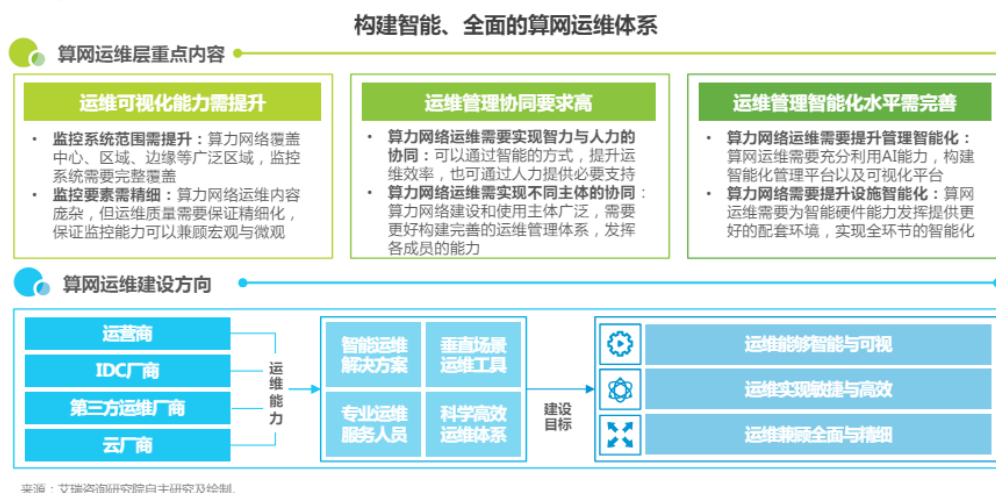 构建智能、全面的算网运维体系
算网运维层重点内容
运维可视化能力需提升
• 监控系统范围需提升：算力网络覆盖
中心、区域、边缘等广泛区域，监控
系统需要完整覆盖
• 监控要素需精细：算力网络运维内容
庞杂，但运维质量需要保证精细化，
保证监控能力可以兼顾宏观与微观
运维管理协同要求高
• 算力网络运维需要实现智力与人力的
协同：可以通过智能的方式，提升运
维效率，也可通过人力提供必要支持
• 算力网络运维需实现不同主体的协同：
算力网络建设和使用主体广泛，需要
更好构建完善的运维管理体系，发挥
各成员的能力
运维管理智能化水平需完善
• 算力网络运维需要提升管理智能化：
算网运维需要充分利用AI能力，构建
智能化管理平台以及可视化平台
• 算力网络需要提升设施智能化：算网
运维需要为智能硬件能力发挥提供更
好的配套环境，实现全环节的智能化
算网运维建设方向
运营商
IDC厂商
第三方运维厂商
云厂商
运
维
能
力
智能运维
解决方案
垂直场景
运维工具
专业运维
服务人员
科学高效
运维体系
建设
目标
运维能够智能与可视
运维实现敏捷与高效
运维兼顾全面与精细
来源：艾瑞咨询研究院自主研究及绘制。